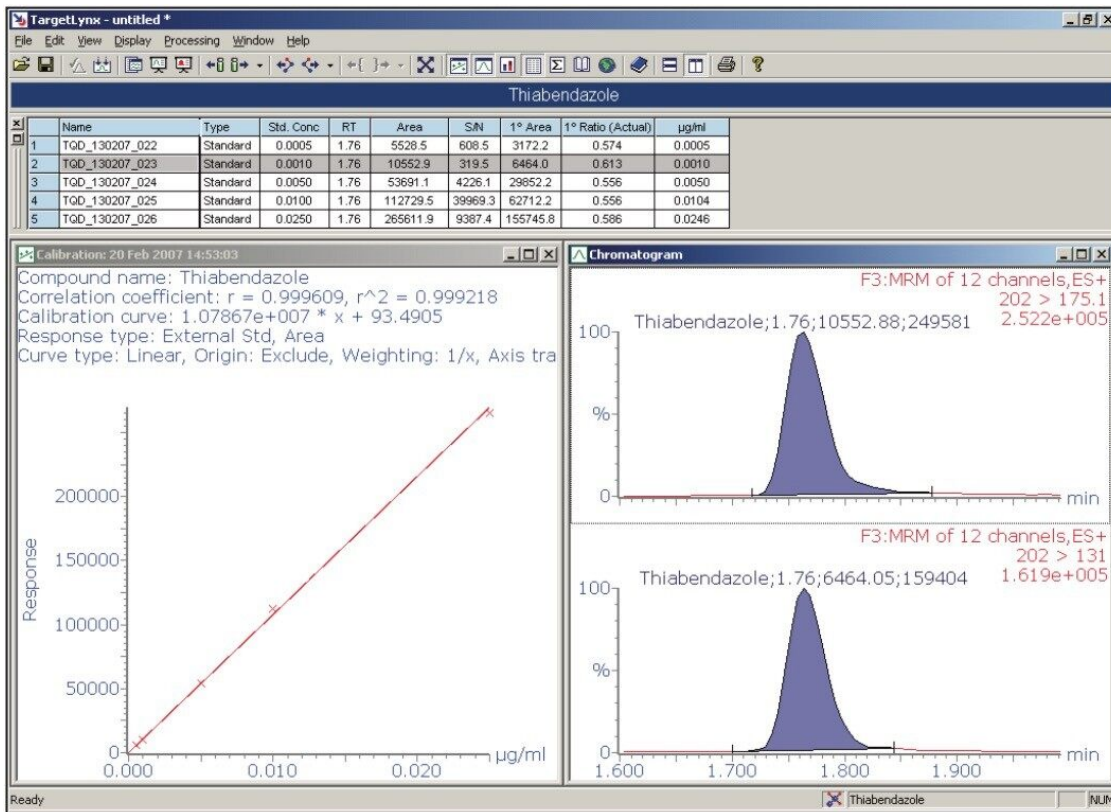 TargetLynx - untitled *
File Edit View Display Processing Window Help
Thiabendazole
Name Type Std. Conc RT Area S/N 1° Area 1° Ratio (Actual) µg/ml
1 TQD_130207_022 Standard 0.0005 1.76 5528.5 608.5 3172.2 0.574 0.0005
2 TQD_130207_023 Standard 0.0010 1.76 10552.9 319.5 6464.0 0.613 0.0010
3 TQD_130207_024 Standard 0.0050 1.76 53691.1 4226.1 29852.2 0.556 0.0050
4 TQD_130207_025 Standard 0.0100 1.76 112729.5 39969.3 62712.2 0.556 0.0104
5 TQD_130207_026 Standard 0.0250 1.76 265611.9 9387.4 155745.8 0.586 0.0246
Calibration: 20 Feb 2007 14:53:03
Compound name: Thiabendazole
Correlation coefficient: r = 0.999609, r^2 = 0.999218
Calibration curve: 1.07867e+007 * x + 93.4905
Response type: External Std, Area
Curve type: Linear, Origin: Exclude, Weighting: 1/x, Axis tra
Response
200000
150000
100000
50000
0
0.000 0.010 0.020 µg/ml
Chromatogram
F3:MRM of 12 channels,ES+
202 > 175.1
2.522e+005
Thiabendazole;1.76;10552.88;249581
100
%
0
min
F3:MRM of 12 channels,ES+
202 > 131
1.619e+005
Thiabendazole;1.76;6464.05;159404
100
%
0
min
1.600 1.700 1.800 1.900
Ready Thiabendazole NUM